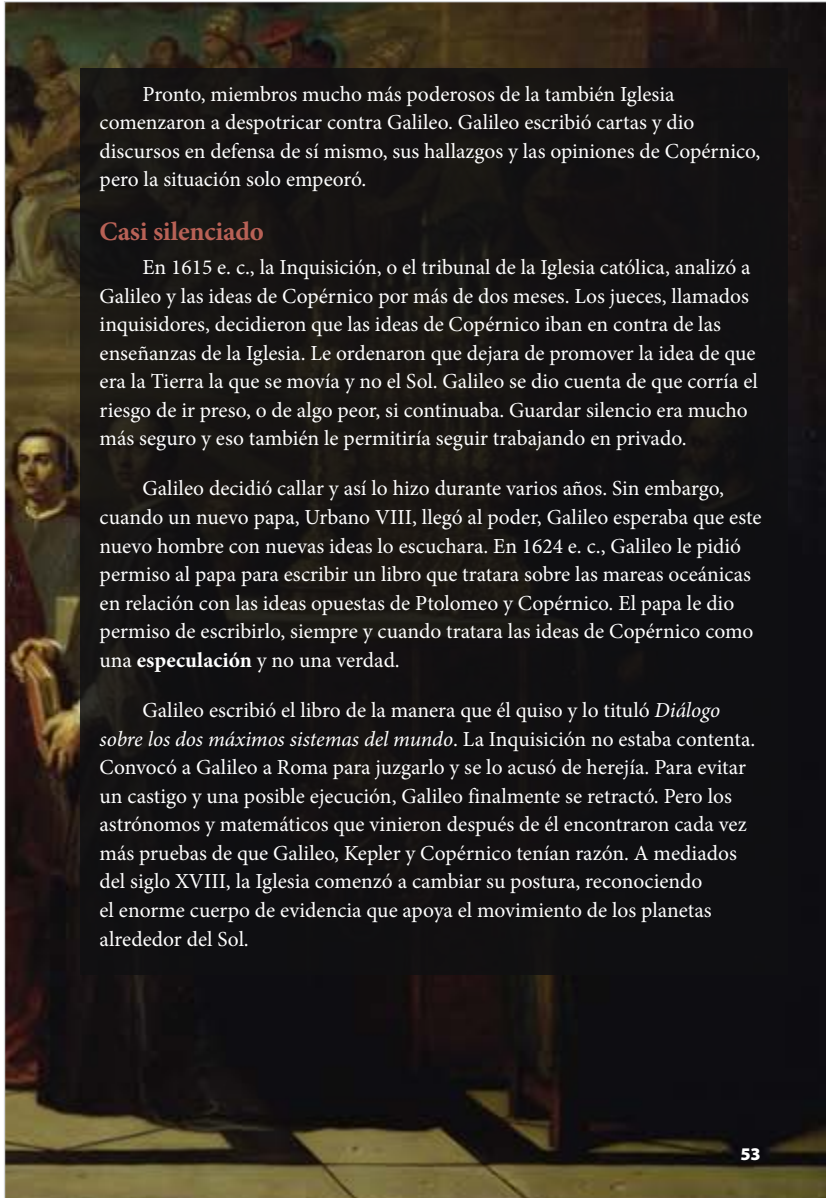 Pronto, miembros mucho más poderosos de la también Iglesia
comenzaron a despotricar contra Galileo. Galileo escribió cartas y dio
discursos en defensa de sí mismo, sus hallazgos y las opiniones de Copérnico,
pero la situación solo empeoró.
Casi silenciado
En 1615 e. c., la Inquisición, o el tribunal de la Iglesia católica, analizó a
Galileo y las ideas de Copérnico por más de dos meses. Los jueces, llamados
inquisidores, decidieron que las ideas de Copérnico iban en contra de las
enseñanzas de la Iglesia. Le ordenaron que dejara de promover la idea de que
era la Tierra la que se movía y no el Sol. Galileo se dio cuenta de que corría el
riesgo de ir preso, o de algo peor, si continuaba. Guardar silencio era mucho
más seguro y eso también le permitiría seguir trabajando en privado.
Galileo decidió callar y así lo hizo durante varios años. Sin embargo,
cuando un nuevo papa, Urbano VIII, llegó al poder, Galileo esperaba que este
nuevo hombre con nuevas ideas lo escuchara. En 1624 e. c., Galileo le pidió
permiso al papa para escribir un libro que tratara sobre las mareas oceánicas
en relación con las ideas opuestas de Ptolomeo y Copérnico. El papa le dio
permiso de escribirlo, siempre y cuando tratara las ideas de Copérnico como
una especulación y no una verdad.
Galileo escribió el libro de la manera que él quiso y lo tituló Diálogo
sobre los dos máximos sistemas del mundo. La Inquisición no estaba contenta.
Convocó a Galileo a Roma para juzgarlo y se lo acusó de herejía. Para evitar
un castigo y una posible ejecución, Galileo finalmente se retractó. Pero los
astrónomos y matemáticos que vinieron después de él encontraron cada vez
más pruebas de que Galileo, Kepler y Copérnico tenían razón. A mediados
del siglo XVIII, la Iglesia comenzó a cambiar su postura, reconociendo
el enorme cuerpo de evidencia que apoya el movimiento de los planetas
alrededor del Sol.
53